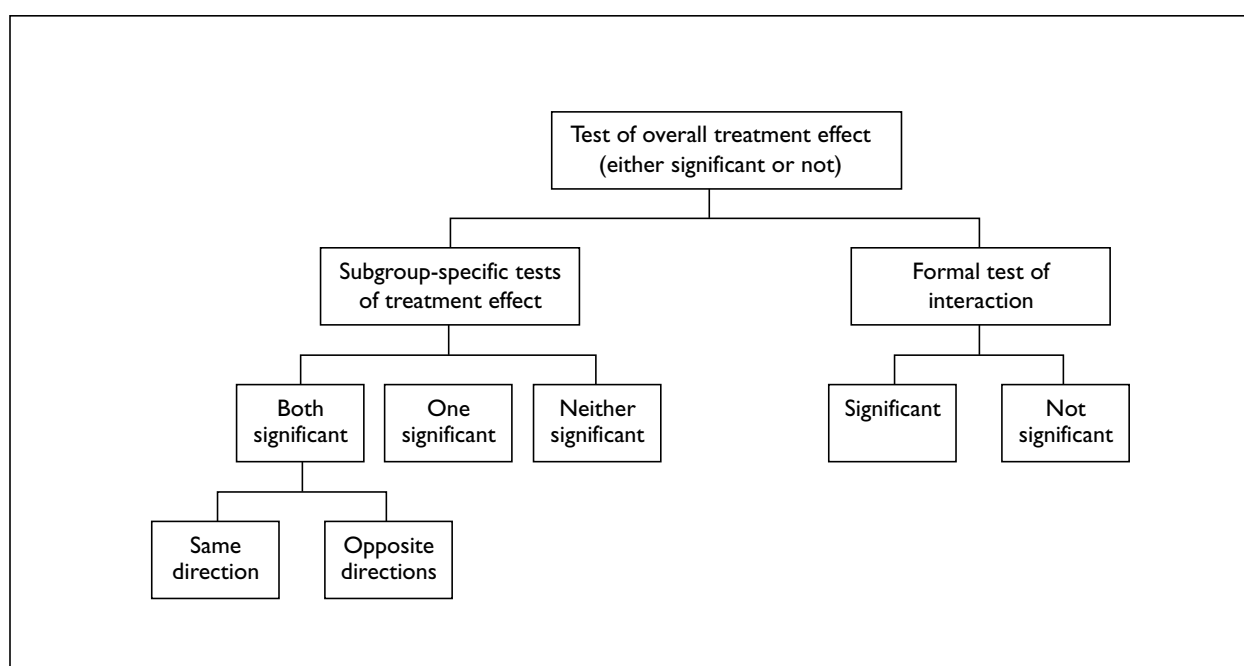 Test of overall treatment effect
(either significant or not)
Subgroup-specific tests
of treatment effect
Formal test of
interaction
Both
significant
One
significant
Neither
significant
Significant
Not
significant
Same
direction
Opposite
directions